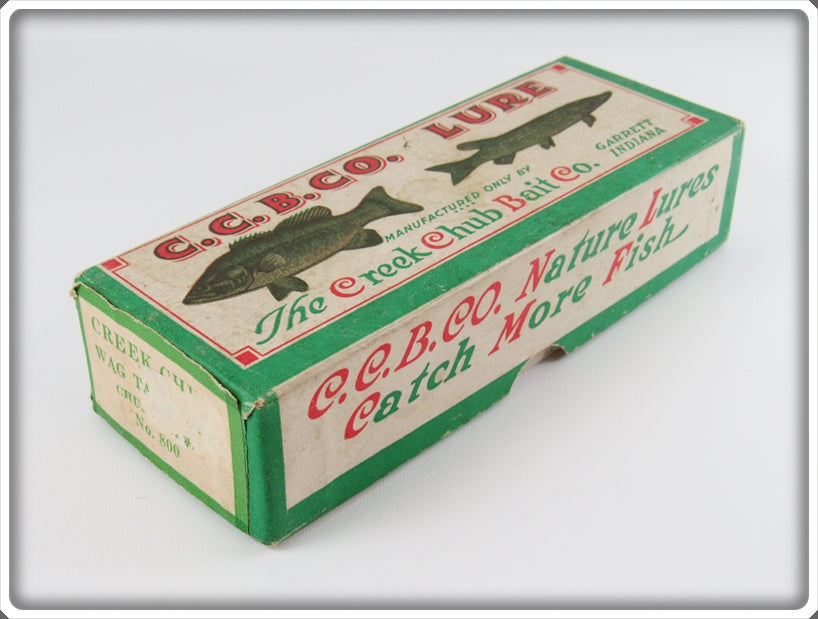 C.C.B.CO. LURE
MANUFACTURED ONLY BY
GARRETT
INDIANA
The Creek Chub Bait Co.
C.C.B.CO. Nature Lures
Catch More Fish
CREEK
WAG
No. 800